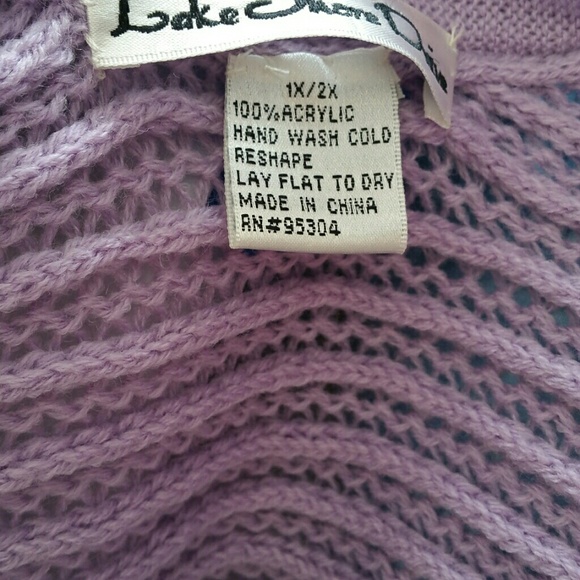 Lake Shore Drive
1X/2X
100%ACRYLIC
HAND WASH COLD
RESHAPE
LAY FLAT TO DRY
MADE IN CHINA
RN#95304